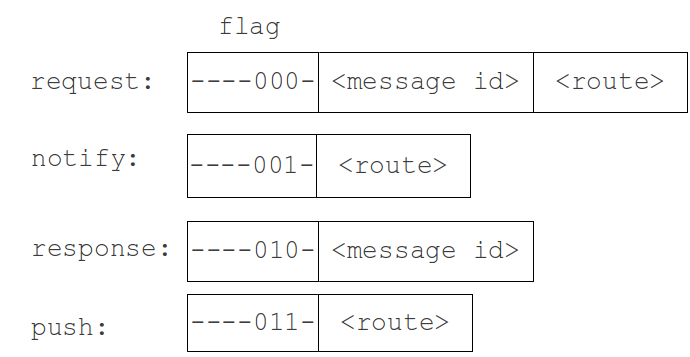 flag
request: ----000- <message id> <route>
notify: ----001- <route>
response: ----010- <message id>
push: ----011- <route>